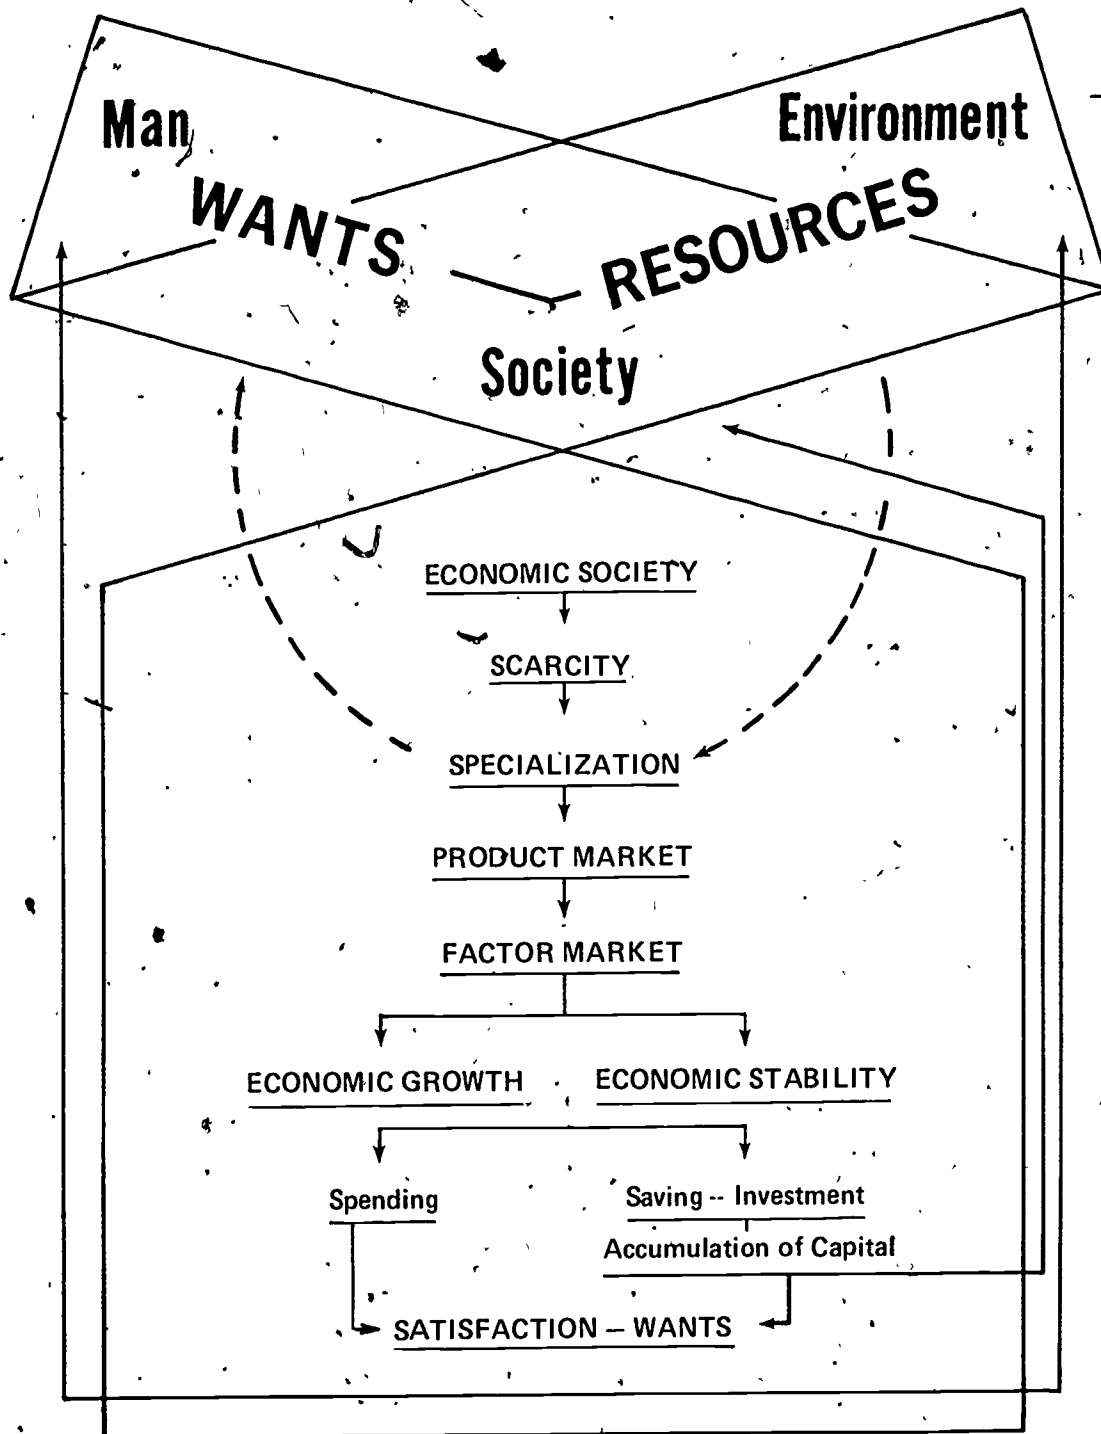 Man
Environment
WANTS
RESOURCES
Society
ECONOMIC SOCIETY
SCARCITY
SPECIALIZATION
PRODUCT MARKET
FACTOR MARKET
ECONOMIC GROWTH
ECONOMIC STABILITY
Spending
Saving -- Investment
Accumulation of Capital
SATISFACTION – WANTS